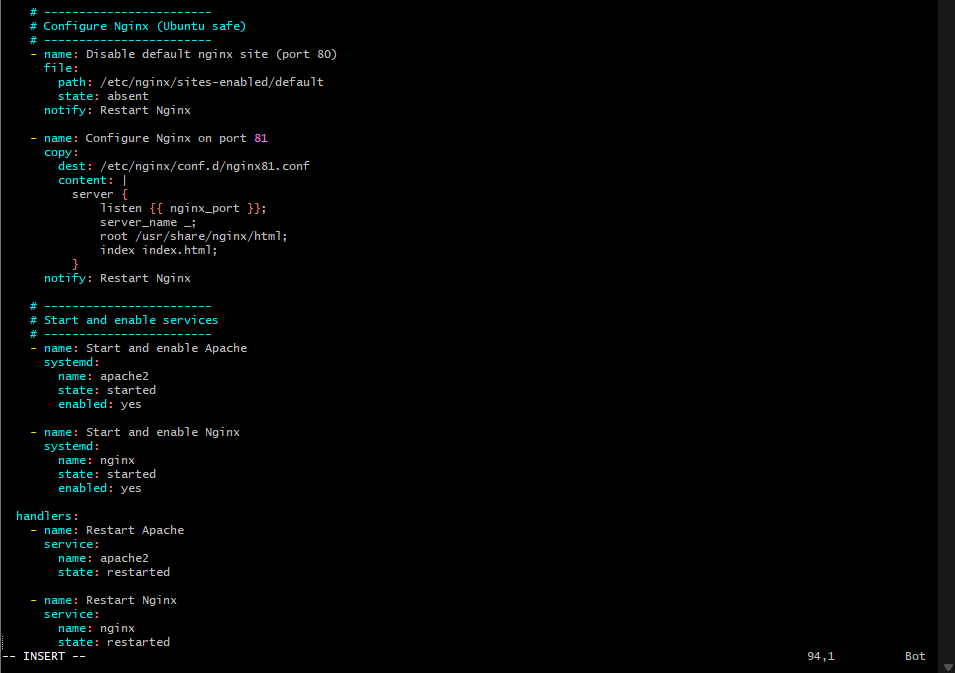 # ------------------------
# Configure Nginx (Ubuntu safe)
# ------------------------
- name: Disable default nginx site (port 80)
  file:
    path: /etc/nginx/sites-enabled/default
    state: absent
  notify: Restart Nginx

- name: Configure Nginx on port 81
  copy:
    dest: /etc/nginx/conf.d/nginx81.conf
    content: |
      server {
          listen {{ nginx_port }};
          server_name _;
          root /usr/share/nginx/html;
          index index.html;
      }
  notify: Restart Nginx

# ------------------------
# Start and enable services
# ------------------------
- name: Start and enable Apache
  systemd:
    name: apache2
    state: started
    enabled: yes

- name: Start and enable Nginx
  systemd:
    name: nginx
    state: started
    enabled: yes

handlers:
  - name: Restart Apache
    service:
      name: apache2
      state: restarted

  - name: Restart Nginx
    service:
      name: nginx
      state: restarted
-- INSERT -- 94,1 Bot